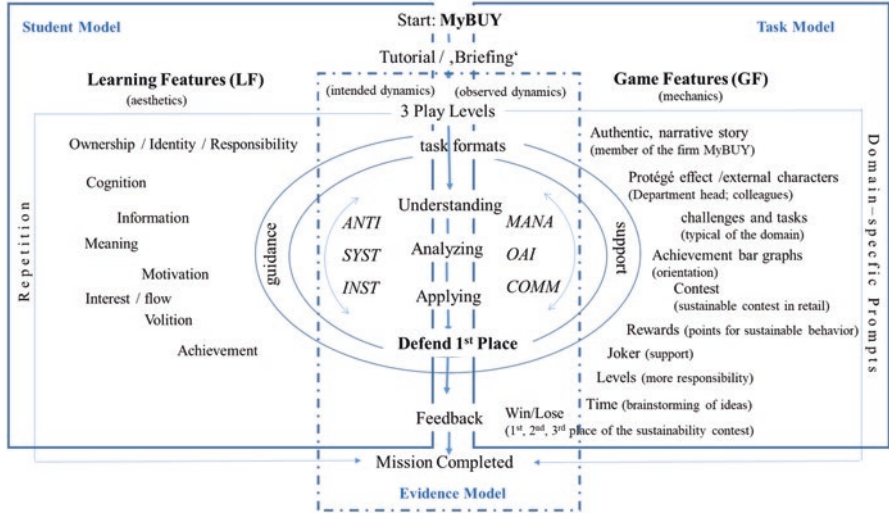 Start: MyBUY
Student Model
Task Model
Tutorial / ‚Briefing‘
Learning Features (LF)
(aesthetics)
(intended dynamics)
(observed dynamics)
Game Features (GF)
(mechanics)
3 Play Levels
Ownership / Identity / Responsibility
task formats
Authentic, narrative story
(member of the firm MyBUY)
Cognition
Protégé effect /external characters
(Department head; colleagues)
Information
Understanding
ANTI
MANA
challenges and tasks
(typical of the domain)
Meaning
guidance
SYST
Analyzing
OAI
support
Achievement bar graphs
(orientation)
Motivation
INST
Applying
COMM
Contest
(sustainable contest in retail)
Interest / flow
Volition
Rewards (points for sustainable behavior)
Achievement
Defend 1st Place
Joker (support)
Levels (more responsibility)
Time (brainstorming of ideas)
Feedback
Win/Lose
(1st, 2nd, 3rd place of the sustainability contest)
Repetition
Domain–specfic Prompts
Mission Completed
Evidence Model